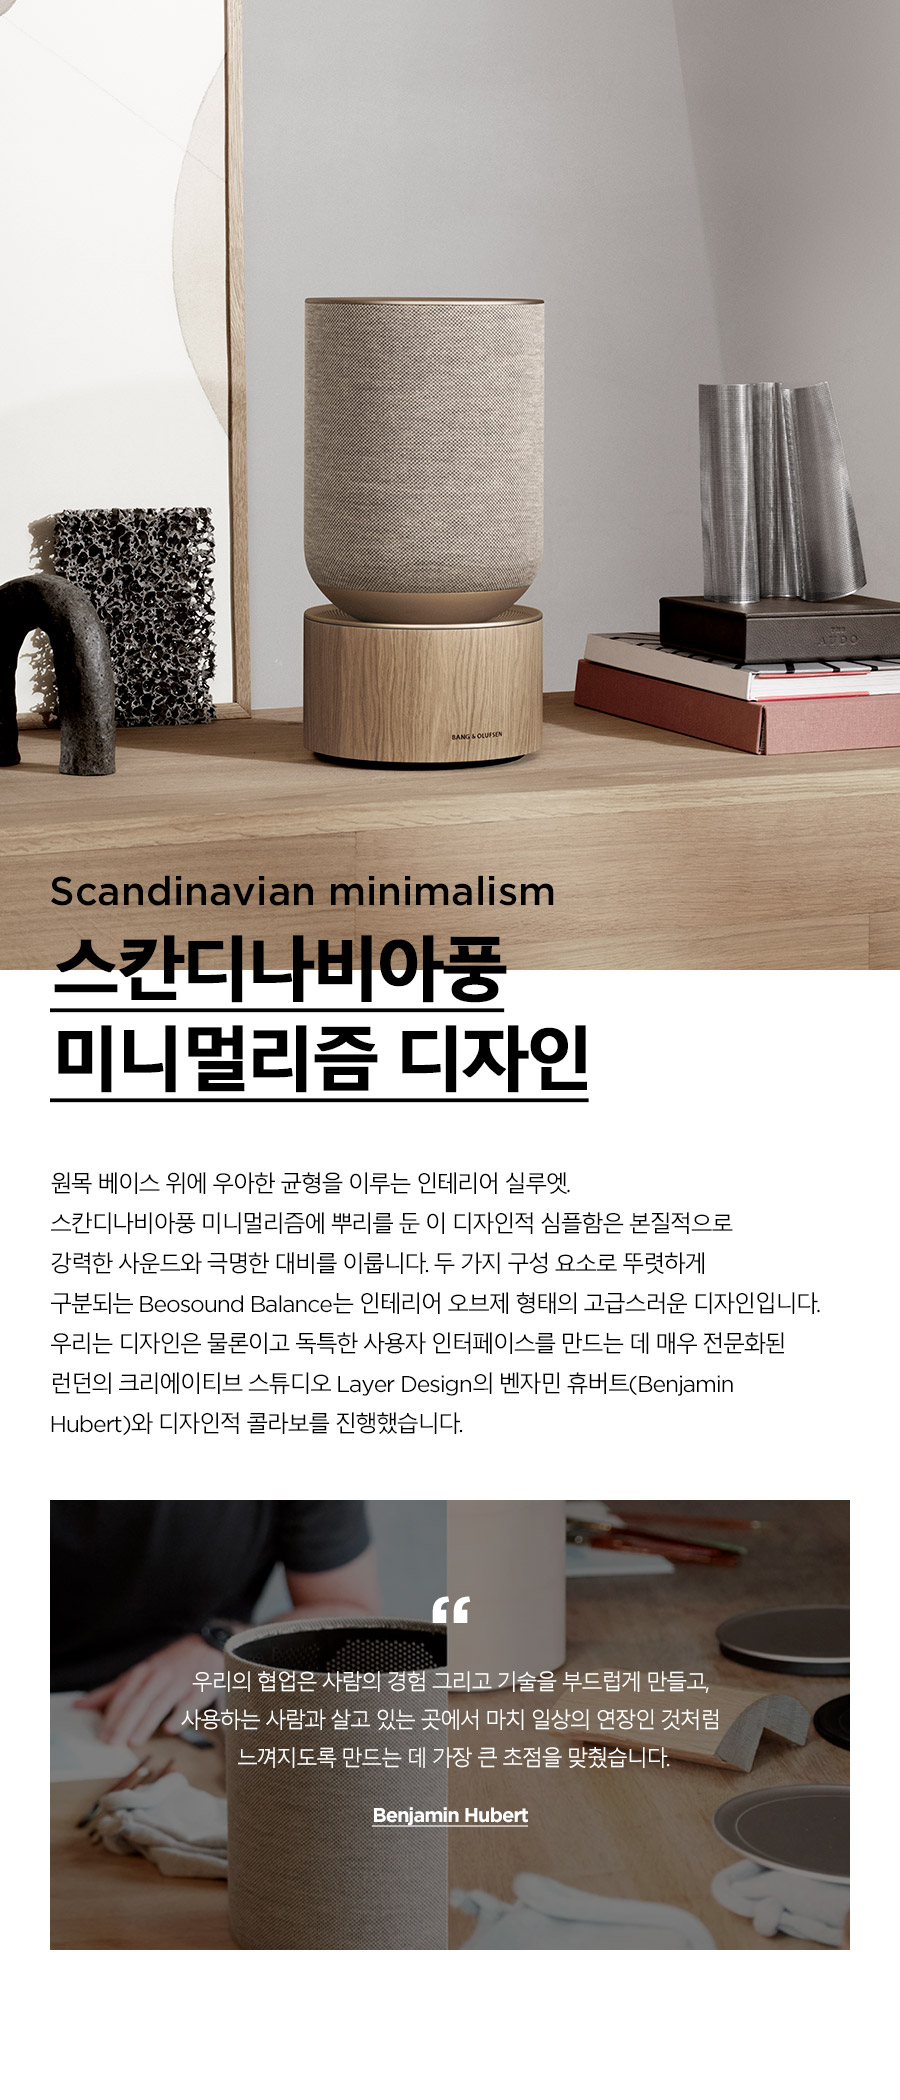 THE
AUDO
BANG & OLUFSEN
Scandinavian minimalism
스칸디나비아풍
미니멀리즘 디자인
원목 베이스 위에 우아한 균형을 이루는 인테리어 실루엣.
스칸디나비아풍 미니멀리즘에 뿌리를 둔 이 디자인적 심플함은 본질적으로
강력한 사운드와 극명한 대비를 이룹니다. 두 가지 구성 요소로 뚜렷하게
구분되는 Beosound Balance는 인테리어 오브제 형태의 고급스러운 디자인입니다.
우리는 디자인은 물론이고 독특한 사용자 인터페이스를 만드는 데 매우 전문화된
런던의 크리에이티브 스튜디오 Layer Design의 벤자민 휴버트(Benjamin
Hubert)와 디자인적 콜라보를 진행했습니다.
“
우리의 협업은 사람의 경험 그리고 기술을 부드럽게 만들고,
사용하는 사람과 살고 있는 곳에서 마치 일상의 연장인 것처럼
느껴지도록 만드는 데 가장 큰 초점을 맞췄습니다.
Benjamin Hubert